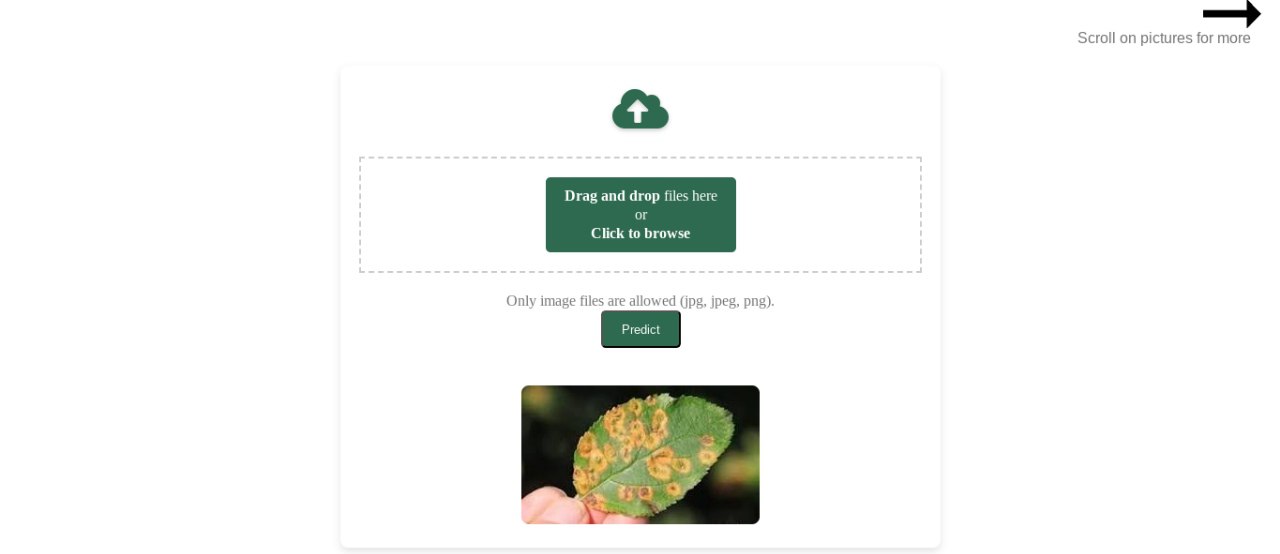 Scroll on pictures for more
Drag and drop files here
or
Click to browse
Only image files are allowed (jpg, jpeg, png).
Predict